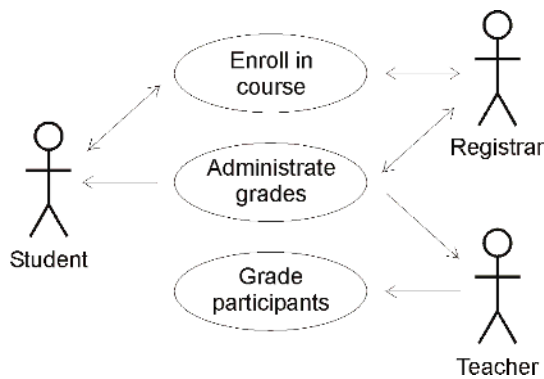 Enroll in
course
Registrar
Administrate
grades
Student
Grade
participants
Teacher